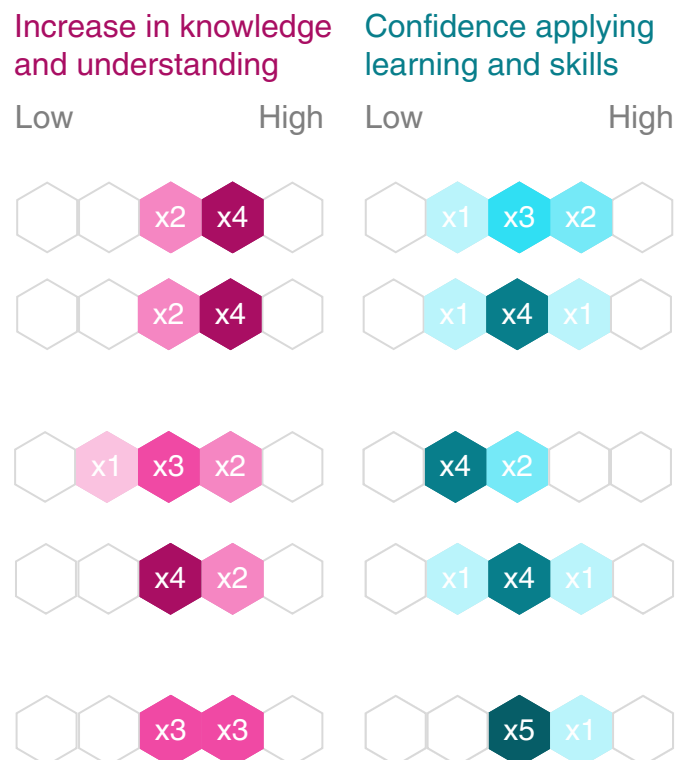 Increase in knowledge
and understanding
Confidence applying
learning and skills
Low High Low High
x2 x4 x1 x3 x2
x2 x4 x1 x4 x1
x1 x3 x2 x4 x2
x4 x2 x1 x4 x1
x3 x3 x5 x1